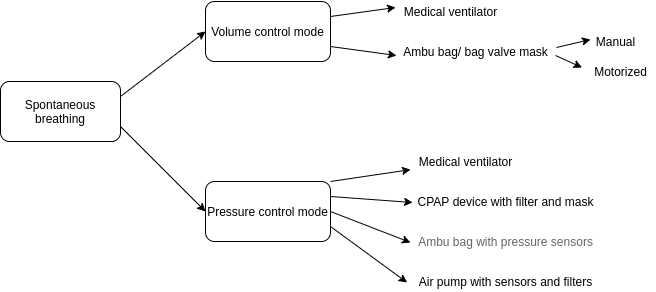 Medical ventilator
Volume control mode
Ambu bag/ bag valve mask
Manual
Motorized
Spontaneous
breathing
Medical ventilator
CPAP device with filter and mask
Pressure control mode
Ambu bag with pressure sensors
Air pump with sensors and filters